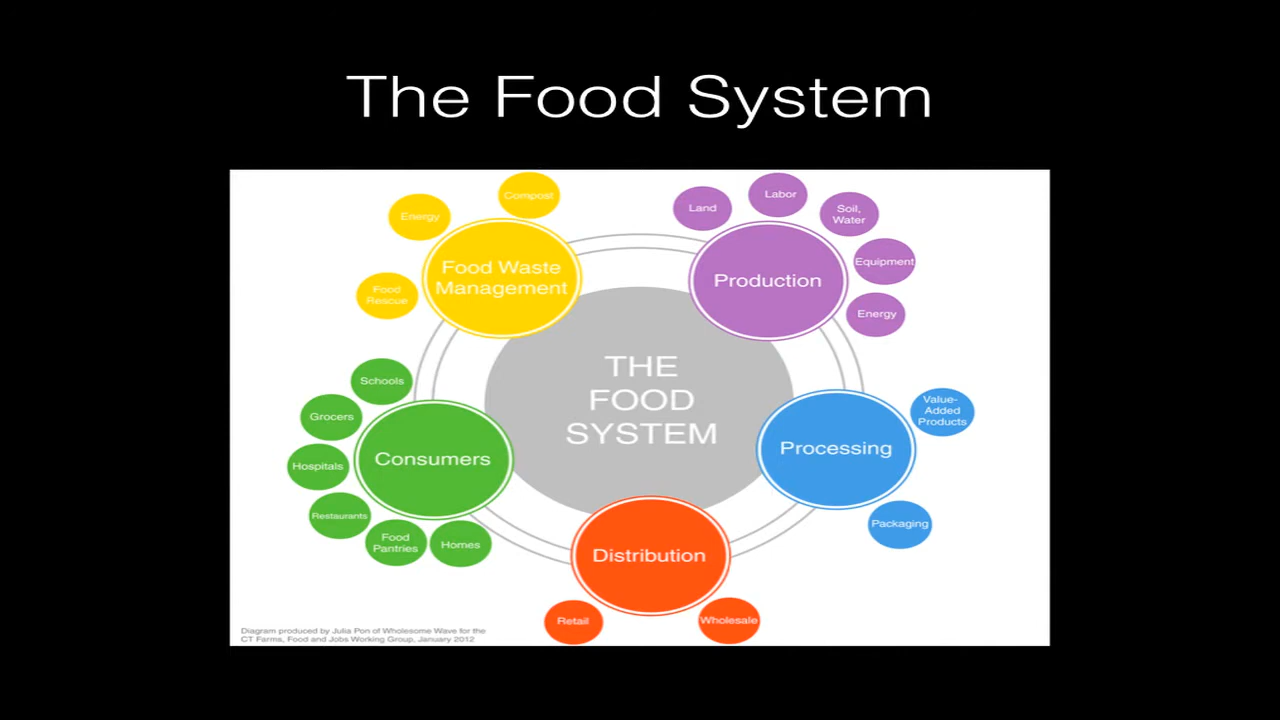 The Food System
Compost
Energy
Food
Rescue
Food Waste
Management
Land
Labor
Soil,
Water
Equipment
Energy
Production
THE
FOOD
SYSTEM
Schools
Grocers
Hospitals
Restaurants
Food
Pantries
Homes
Consumers
Value-
Added
Products
Processing
Packaging
Distribution
Retail
Wholesale
Diagram produced by Julia Pon of Wholesome Wave for the
CT Farms, Food and Jobs Working Group, January 2012